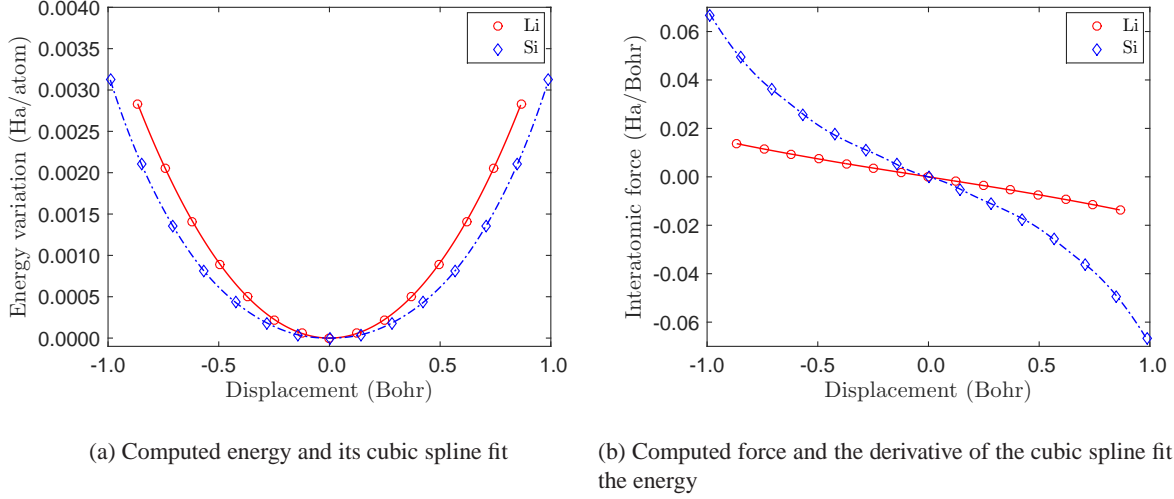 0.0040
0.0035
0.0030
0.0025
0.0020
0.0015
0.0010
0.0005
0.0000
Energy variation (Ha/atom)
-1.0 -0.5 0.0 0.5 1.0
Displacement (Bohr)
Li
Si
(a) Computed energy and its cubic spline fit
0.06
0.04
0.02
0.00
-0.02
-0.04
-0.06
Interatomic force (Ha/Bohr)
-1.0 -0.5 0.0 0.5 1.0
Displacement (Bohr)
Li
Si
(b) Computed force and the derivative of the cubic spline fit
the energy